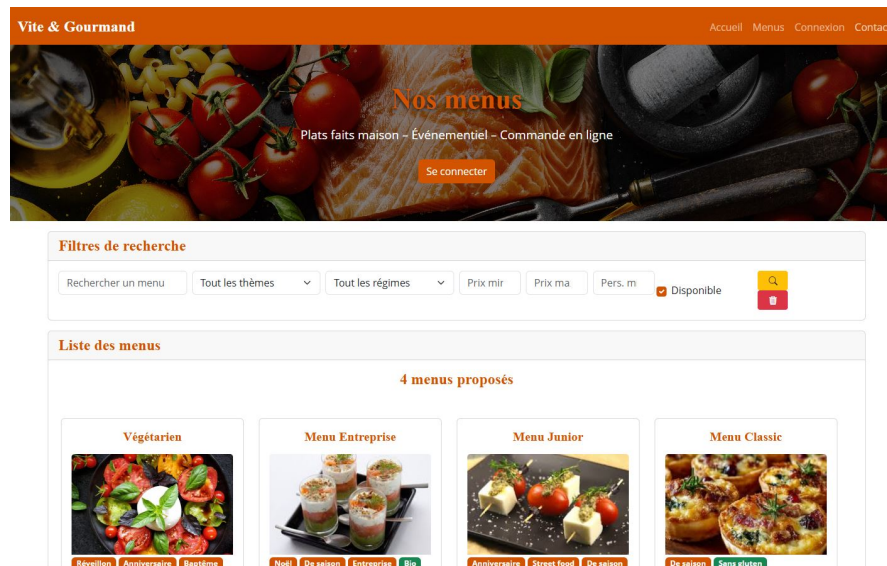 Vite & Gourmand
Accueil Menus Connexion Contac
Nos menus
Plats faits maison – Événementiel – Commande en ligne
Se connecter
Filtres de recherche
Rechercher un menu Tout les thèmes Tout les régimes Prix mir Prix ma Pers. m Disponible
Liste des menus
4 menus proposés
Végétarien Menu Entreprise Menu Junior Menu Classic
Réveillon Anniversaire Baptême Noël De saison Entreprise Bio Anniversaire Street food De saison De saison Sans gluten